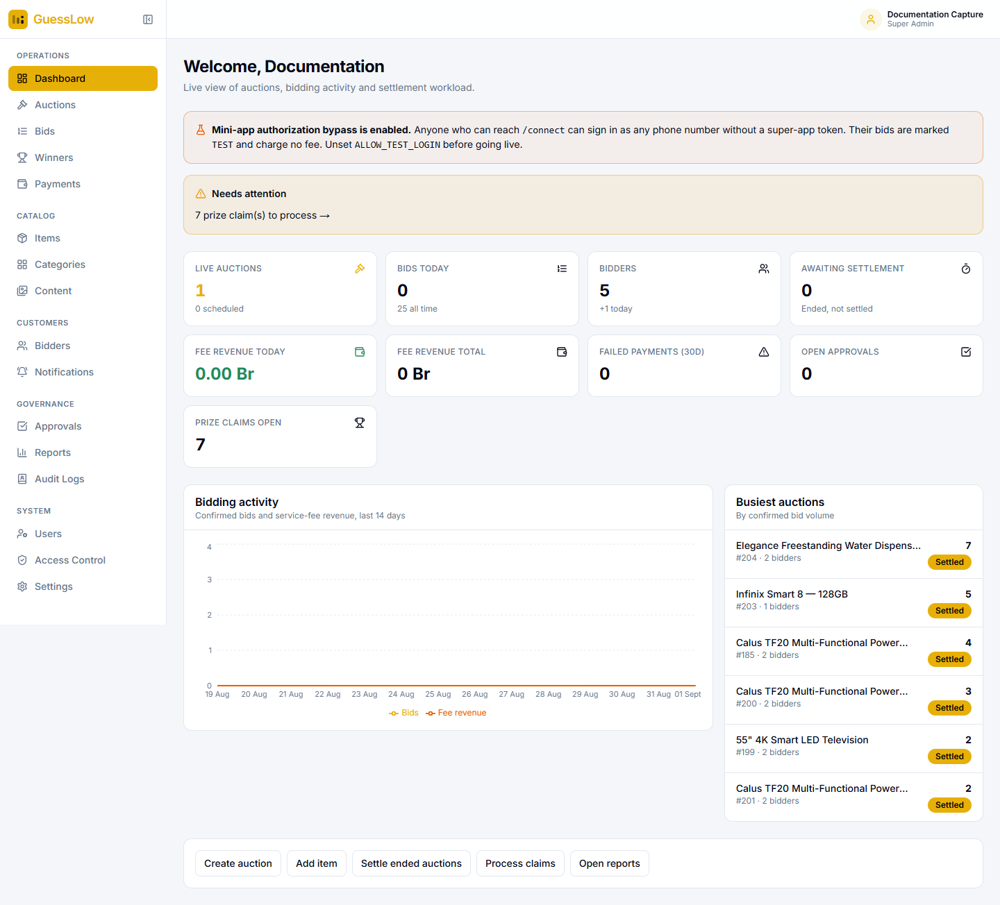 GuessLow
Documentation Capture
Super Admin
OPERATIONS
Dashboard
Auctions
Bids
Winners
Payments
CATALOG
Items
Categories
Content
CUSTOMERS
Bidders
Notifications
GOVERNANCE
Approvals
Reports
Audit Logs
SYSTEM
Users
Access Control
Settings
Welcome, Documentation
Live view of auctions, bidding activity and settlement workload.
Mini-app authorization bypass is enabled. Anyone who can reach /connect can sign in as any phone number without a super-app token. Their bids are marked
TEST and charge no fee. Unset ALLOW_TEST_LOGIN before going live.
Needs attention
7 prize claim(s) to process →
LIVE AUCTIONS
1
0 scheduled
BIDS TODAY
0
25 all time
BIDDERS
5
+1 today
AWAITING SETTLEMENT
0
Ended, not settled
FEE REVENUE TODAY
0.00 Br
FEE REVENUE TOTAL
0 Br
FAILED PAYMENTS (30D)
0
OPEN APPROVALS
0
PRIZE CLAIMS OPEN
7
Bidding activity
Confirmed bids and service-fee revenue, last 14 days
4
3
2
1
0
19 Aug 20 Aug 21 Aug 22 Aug 23 Aug 24 Aug 25 Aug 26 Aug 27 Aug 28 Aug 29 Aug 30 Aug 31 Aug 01 Sept
Bids Fee revenue
Busiest auctions
By confirmed bid volume
Elegance Freestanding Water Dispens... 7
#204 · 2 bidders
Settled
Infinix Smart 8 — 128GB 5
#203 · 1 bidders
Settled
Calus TF20 Multi-Functional Power... 4
#185 · 2 bidders
Settled
Calus TF20 Multi-Functional Power... 3
#200 · 2 bidders
Settled
55" 4K Smart LED Television 2
#199 · 2 bidders
Settled
Calus TF20 Multi-Functional Power... 2
#201 · 2 bidders
Settled
Create auction
Add item
Settle ended auctions
Process claims
Open reports